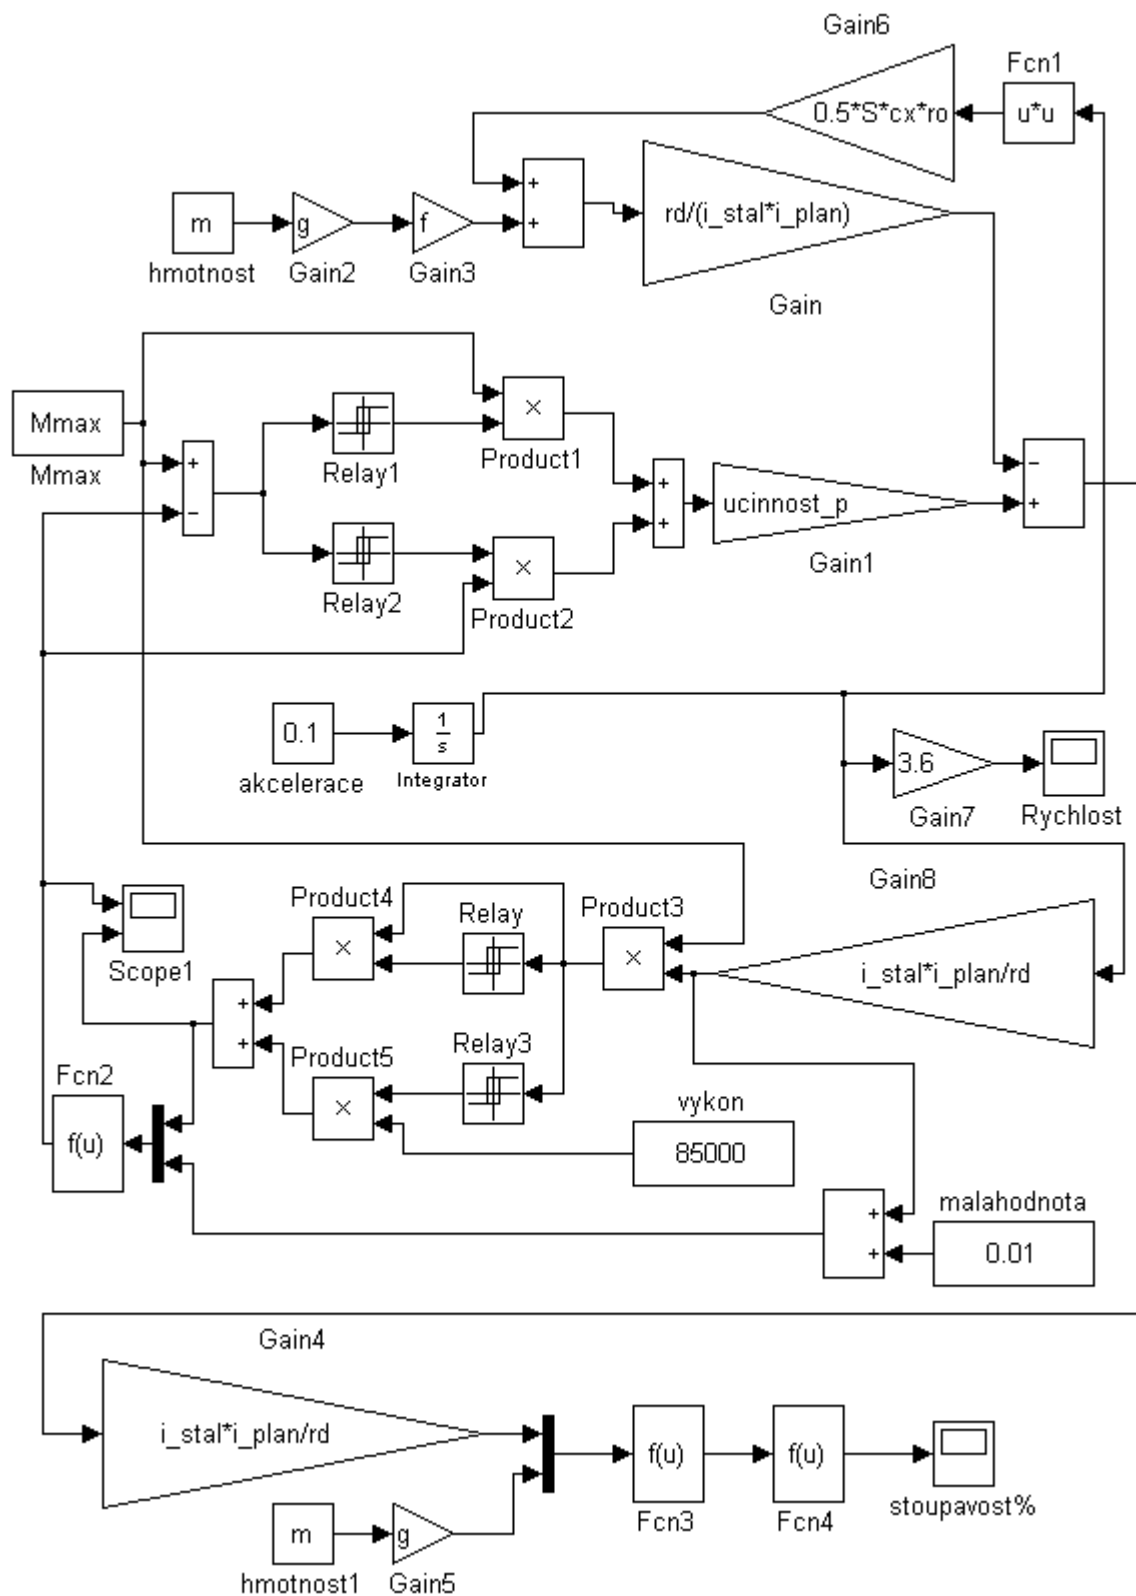 Gain6
Fcn1
0.5*S*cx*ro
u*u
+
rd/(i_stal*i_plan)
m
g
f
+
hmotnost
Gain2
Gain3
Gain
Mmax
×
Mmax
+
Relay1
Product1
−
+
−
ucinnost_p
+
×
+
Gain1
Relay2
Product2
0.1
1
s
3.6
akcelerace
Integrator
Gain7
Rychlost
Gain8
Product4
Relay
Product3
×
×
Scope1
i_stal*i_plan/rd
+
Relay3
+
Product5
Fcn2
×
vykon
f(u)
85000
malahodnota
+
+
0.01
Gain4
i_stal*i_plan/rd
f(u)
f(u)
stoupavost%
Fcn3
Fcn4
m
g
hmotnost1
Gain5